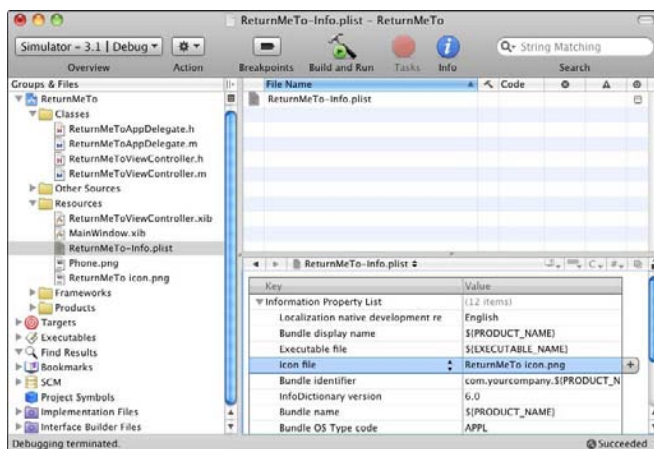 ReturnMeTo-Info.plist - ReturnMeTo
Simulator - 3.1 | Debug
String Matching
Overview
Action
Breakpoints
Build and Run
Tasks
Info
Search
Groups & Files
ReturnMeTo
Classes
ReturnMeToAppDelegate.h
ReturnMeToAppDelegate.m
ReturnMeToViewController.h
ReturnMeToViewController.m
Other Sources
Resources
ReturnMeToViewController.xib
MainWindow.xib
ReturnMeTo-Info.plist
Phone.png
ReturnMeTo icon.png
Frameworks
Products
Targets
Executables
Find Results
Bookmarks
SCM
Project Symbols
Implementation Files
Interface Builder Files
File Name
Code
ReturnMeTo-Info.plist
ReturnMeTo-Info.plist
C
#
Key Value
Information Property List (12 items)
Localization native development re English
Bundle display name ${PRODUCT_NAME}
Executable file ${EXECUTABLE_NAME}
Icon file ReturnMeTo icon.png
Bundle identifier com.yourcompany.${PRODUCT_N
InfoDictionary version 6.0
Bundle name ${PRODUCT_NAME}
Bundle OS Type code APPL
Debugging terminated.
Succeeded